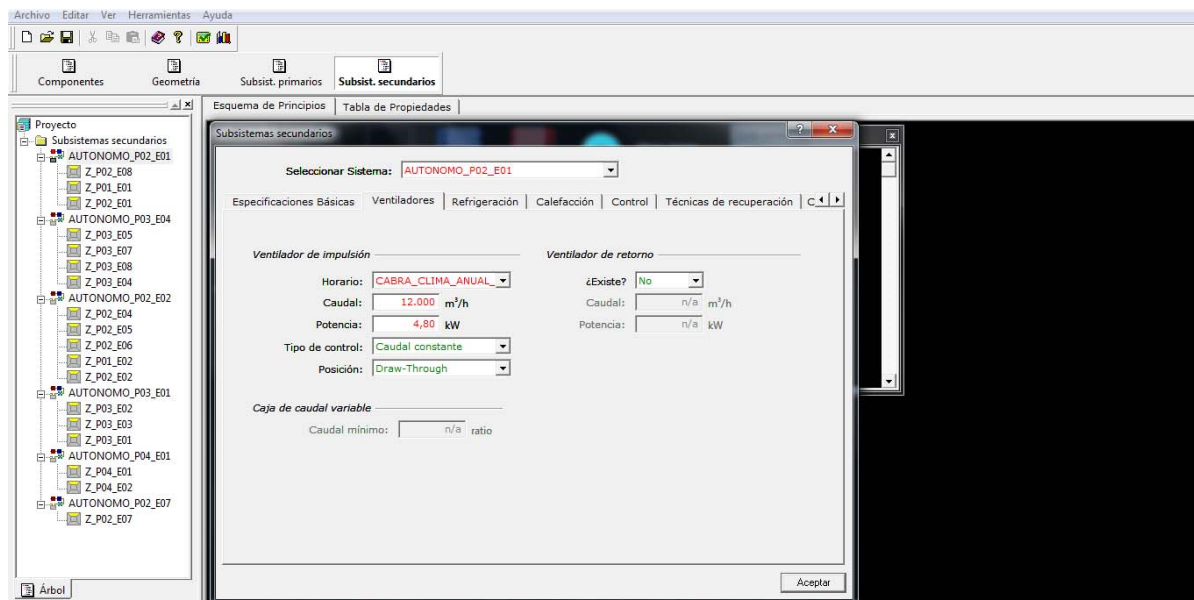 Archivo Editar Ver Herramientas Ayuda
Componentes Geometría Subsist. primarios Subsist. secundarios
Esquema de Principios Tabla de Propiedades
Proyecto
Subsistemas secundarios
AUTONOMO_P02_E01
Z_P02_E08
Z_P01_E01
Z_P02_E01
AUTONOMO_P03_E04
Z_P03_E05
Z_P03_E07
Z_P03_E08
Z_P03_E04
AUTONOMO_P02_E02
Z_P02_E04
Z_P02_E05
Z_P02_E06
Z_P01_E02
Z_P02_E02
AUTONOMO_P03_E01
Z_P03_E02
Z_P03_E03
Z_P03_E01
AUTONOMO_P04_E01
Z_P04_E01
Z_P04_E02
AUTONOMO_P02_E07
Z_P02_E07
Árbol
Subsistemas secundarios
Seleccionar Sistema: AUTONOMO_P02_E01
Especificaciones Básicas Ventiladores Refrigeración Calefacción Control Técnicas de recuperación C
Ventilador de impulsión
Horario: CABRA_CLIMA_ANUAL_
Caudal: 12.000 m³/h
Potencia: 4,80 kW
Tipo de control: Caudal constante
Posición: Draw-Through
Caja de caudal variable
Caudal mínimo: n/a ratio
Ventilador de retorno
¿Existe? No
Caudal: n/a m³/h
Potencia: n/a kW
Aceptar